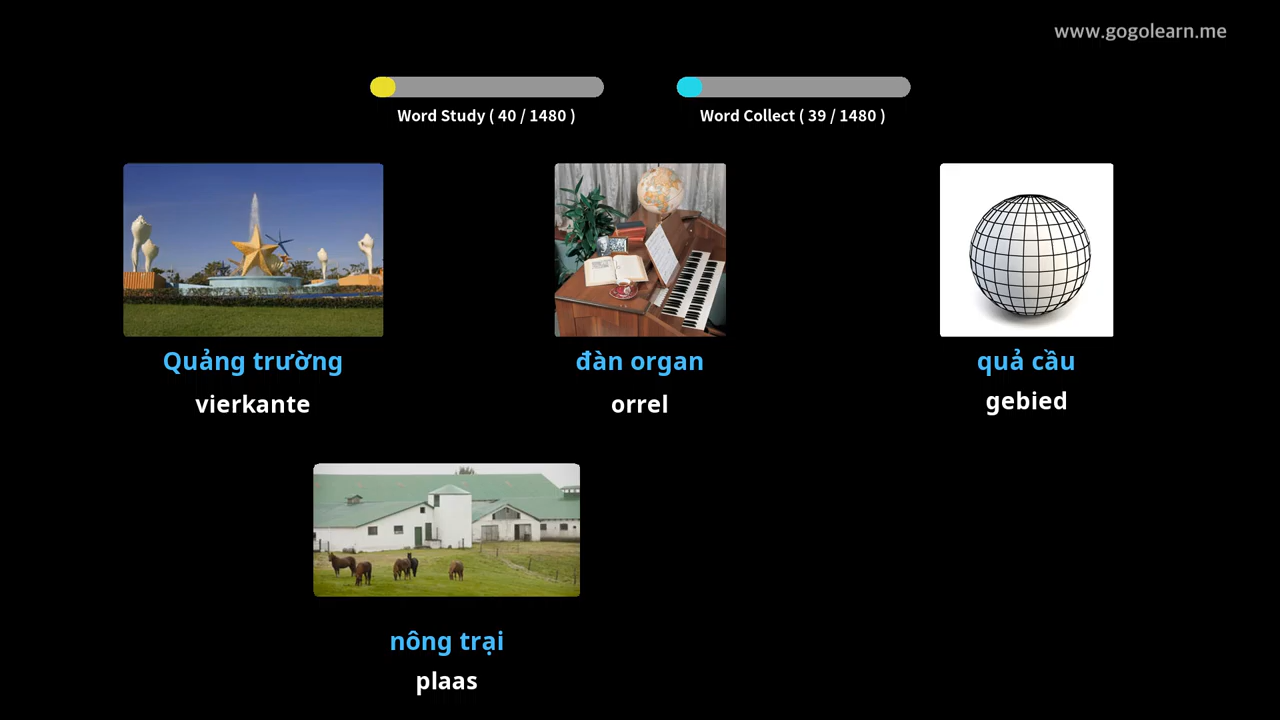 www.gogolearn.me
Word Study ( 40 / 1480 )
Word Collect ( 39 / 1480 )
Quảng trường
vierkante
đàn organ
orrel
quả cầu
gebied
nông trại
plaas